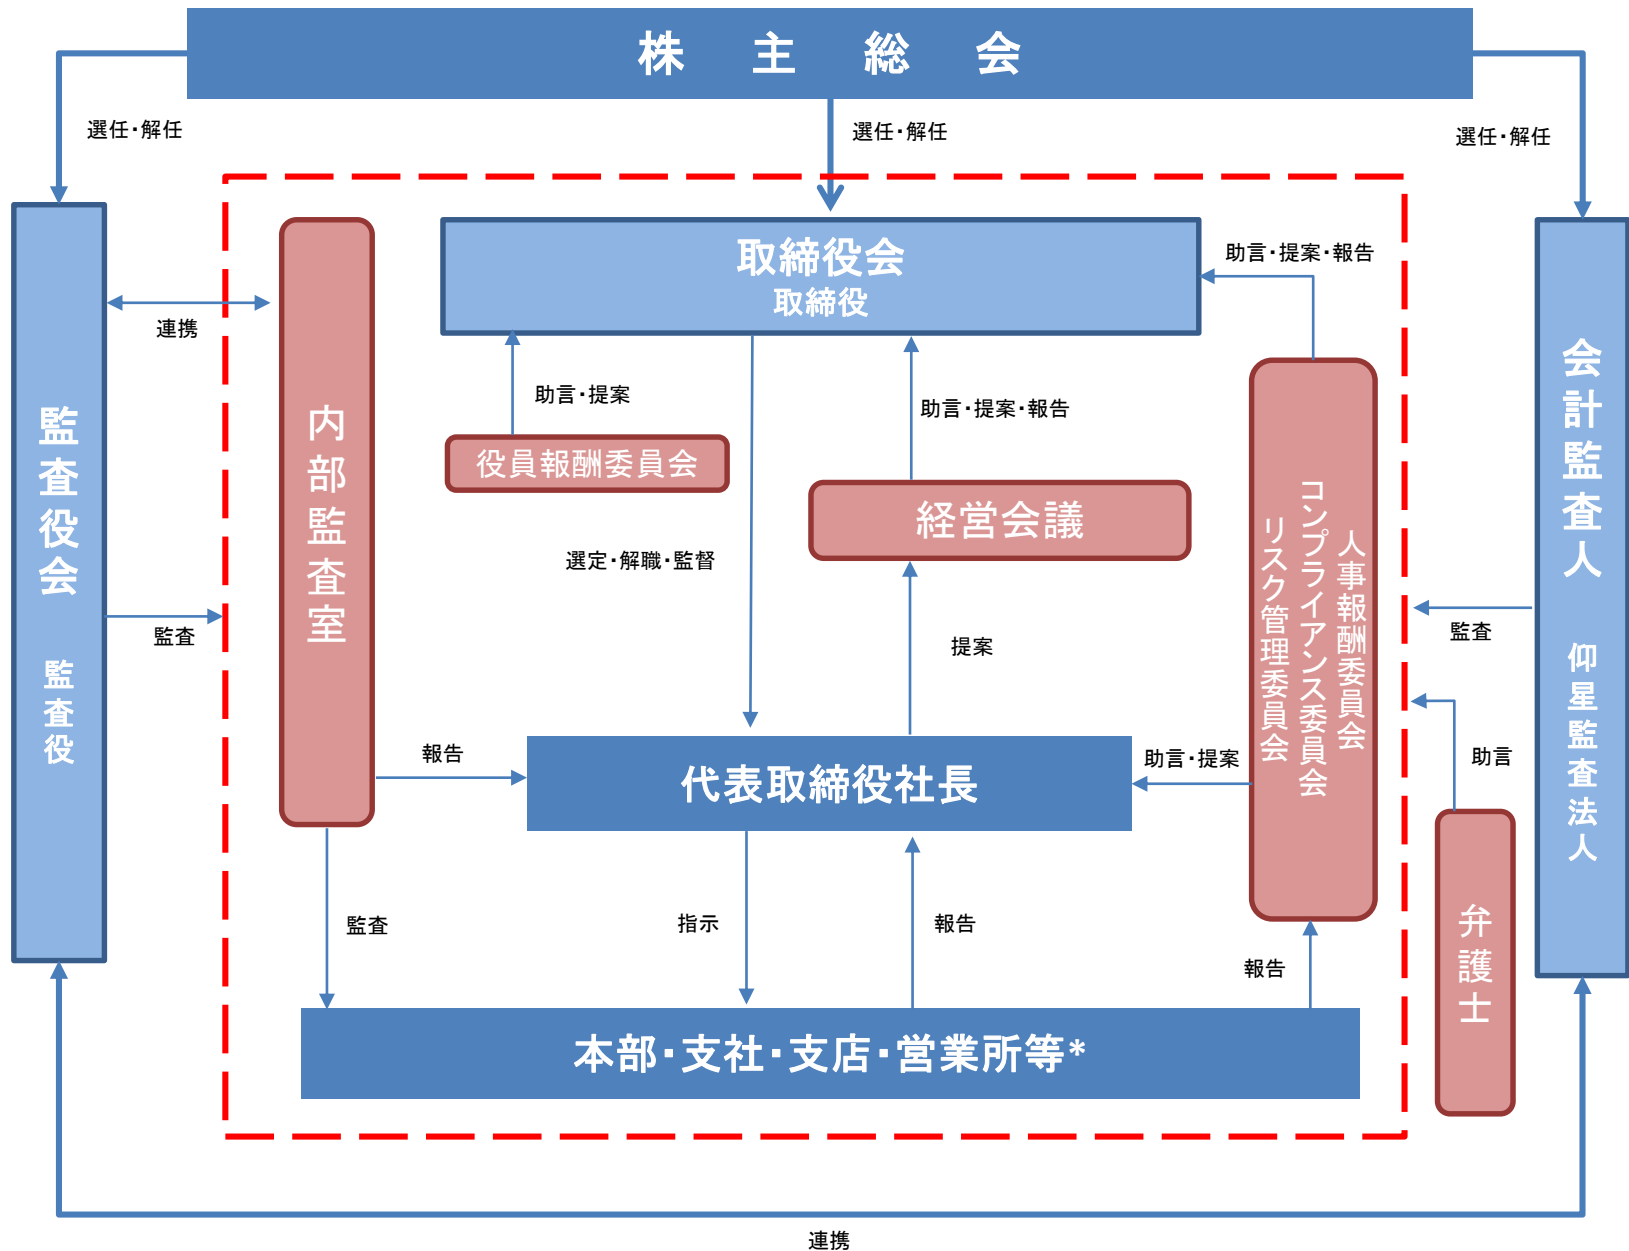 株　主　総　会
選任・解任
選任・解任
選任・解任
取締役会
取締役
助言・提案・報告
連携
監査役会　監査役
内部監査室
助言・提案
助言・提案・報告
役員報酬委員会
経営会議
選定・解職・監督
人事報酬委員会
コンプライアンス委員会
リスク管理委員会
会計監査人　仰星監査法人
監査
提案
監査
報告
代表取締役社長
助言・提案
助言
弁護士
監査
指示
報告
報告
本部・支社・支店・営業所等*
連携